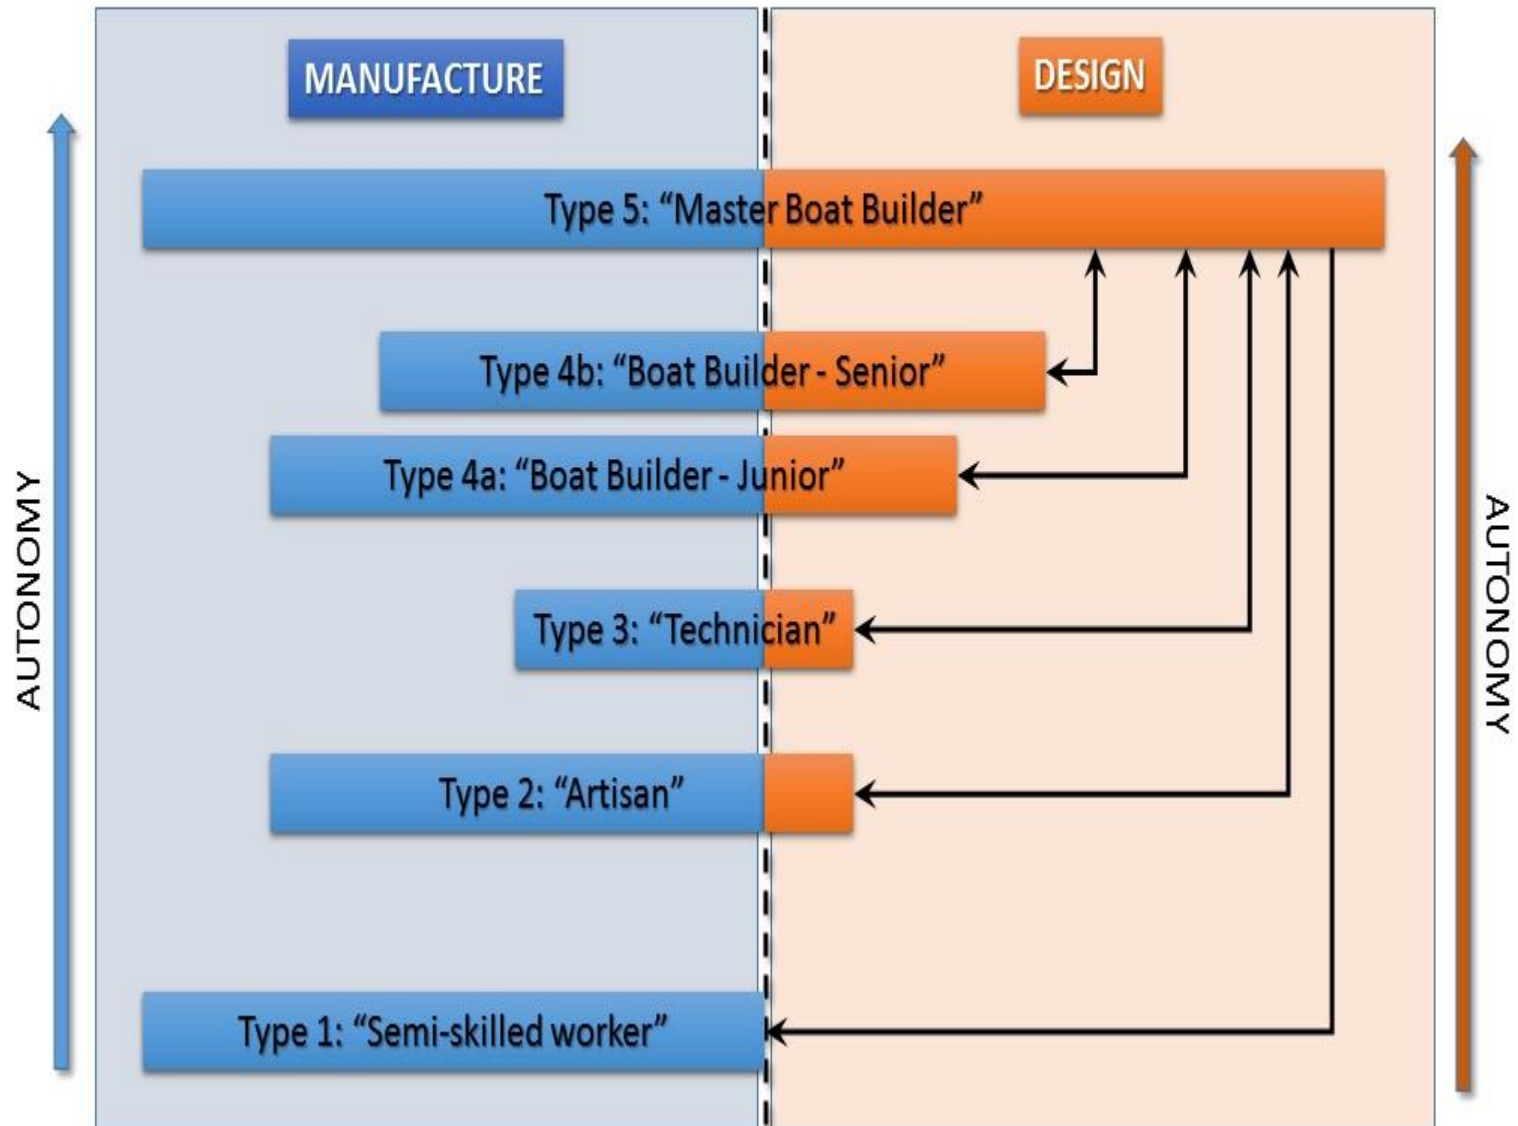 MANUFACTURE
DESIGN
Type 5: “Master Boat Builder”
Type 4b: “Boat Builder - Senior”
Type 4a: “Boat Builder - Junior”
Type 3: “Technician”
Type 2: “Artisan”
Type 1: “Semi-skilled worker”
AUTONOMY
AUTONOMY